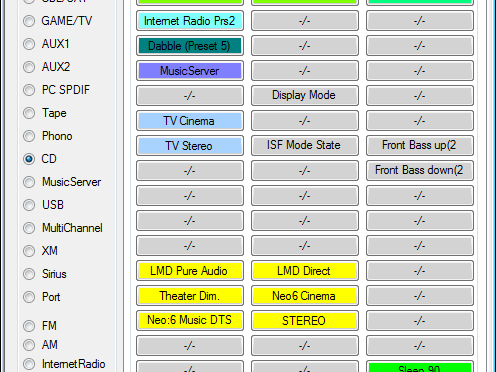 GAME/TV Internet Radio Prs2 -/- -/-
AUX1 Dabble (Preset 5) -/- -/-
AUX2 MusicServer -/- -/-
PC SPDIF -/- Display Mode -/-
Tape TV Cinema -/- -/-
Phono TV Stereo ISF Mode State Front Bass up(2
CD -/- -/- Front Bass down(2
MusicServer -/- -/- -/-
USB -/- -/- -/-
MultiChannel -/- -/- -/-
XM -/- -/- -/-
Sirius LMD Pure Audio LMD Direct -/-
Port Theater Dim. Neo6 Cinema -/-
FM Neo:6 Music DTS STEREO -/-
AM -/- -/- -/-
InternetRadio -/- -/- Sleep 90